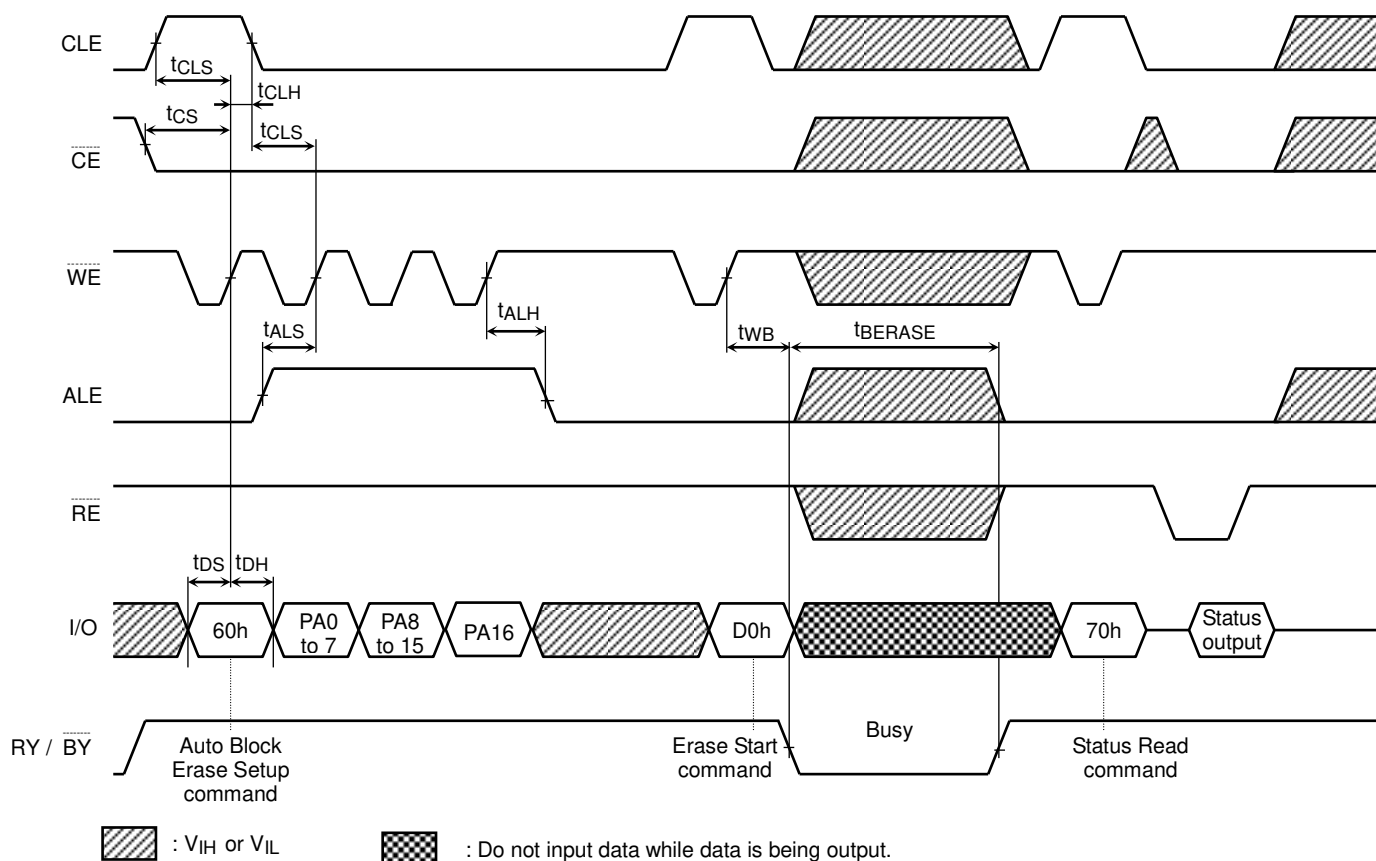 CLE
tCLS
tCLH
tCS
tCLS
CE
WE
tALS
tALH
tWB
tBERASE
ALE
RE
tDS
tDH
I/O
60h
PA0
to 7
PA8
to 15
PA16
D0h
70h
Status
output
RY / BY
Auto Block
Erase Setup
command
Erase Start
command
Busy
Status Read
command
: VIH or VIL
: Do not input data while data is being output.